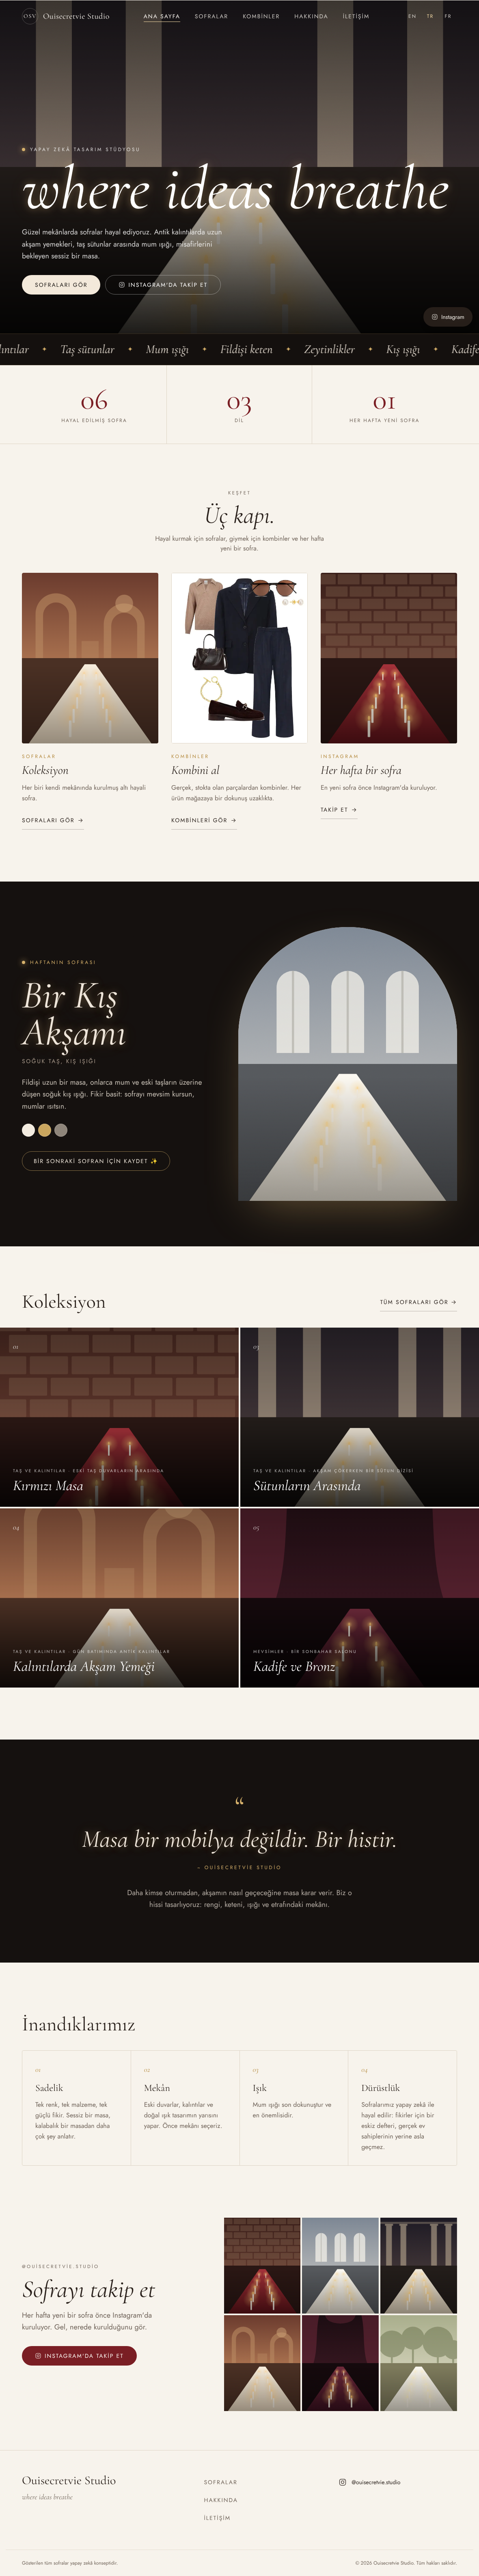 OSV Ouisecretvie Studio
ANA SAYFA SOFRALAR KOMBİNLER HAKKINDA İLETİŞİM
EN TR FR
YAPAY ZEKÂ TASARIM STÜDYOSU
where ideas breathe
Güzel mekânlarda sofralar hayal ediyoruz. Antik kalıntılarda uzun
akşam yemekleri, taş sütunlar arasında mum ışığı, misafirlerini
bekleyen sessiz bir masa.
SOFRALARI GÖR
INSTAGRAM'DA TAKİP ET
Instagram
lıntılar ✦ Taş sütunlar ✦ Mum ışığı ✦ Fildişi keten ✦ Zeytinlikler ✦ Kış ışığı ✦ Kadife
06
HAYAL EDİLMİŞ SOFRA
03
DİL
01
HER HAFTA YENİ SOFRA
KEŞFET
Üç kapı.
Hayal kurmak için sofralar, giymek için kombinler ve her hafta
yeni bir sofra.
SOFRALAR
Koleksiyon
Her biri kendi mekânında kurulmuş altı hayali
sofra.
SOFRALARI GÖR →
KOMBİNLER
Kombini al
Gerçek, stokta olan parçalardan kombinler. Her
ürün mağazaya bir dokunuş uzaklıkta.
KOMBİNLERİ GÖR →
INSTAGRAM
Her hafta bir sofra
En yeni sofra önce Instagram'da kuruluyor.
TAKİP ET →
HAFTANIN SOFRASI
Bir Kış
Akşamı
SOĞUK TAŞ, KIŞ IŞIĞI
Fildişi uzun bir masa, onlarca mum ve eski taşların üzerine
düşen soğuk kış ışığı. Fikir basit: sofrayı mevsim kursun,
mumlar ısıtsın.
BİR SONRAKİ SOFRAN İÇİN KAYDET ✨
Koleksiyon
TÜM SOFRALARI GÖR →
01
TAŞ VE KALINTILAR · ESKİ TAŞ DUVARLARIN ARASINDA
Kırmızı Masa
03
TAŞ VE KALINTILAR · AKŞAM ÇÖKERKEN BİR SÜTUN DİZİSİ
Sütunların Arasında
04
TAŞ VE KALINTILAR · GÜN BATIMINDA ANTİK KALINTILAR
Kalıntılarda Akşam Yemeği
05
MEVSİMLER · BİR SONBAHAR SALONU
Kadife ve Bronz
“
Masa bir mobilya değildir. Bir histir.
– OUISECRETVIE STUDIO
Daha kimse oturmadan, akşamın nasıl geçeceğine masa karar verir. Biz o
hissi tasarlıyoruz: rengi, keteni, ışığı ve etrafındaki mekânı.
İnandıklarımız
01
Sadelik
Tek renk, tek malzeme, tek
güçlü fikir. Sessiz bir masa,
kalabalık bir masadan daha
çok şey anlatır.
02
Mekân
Eski duvarlar, kalıntılar ve
doğal ışık tasarımın yarısını
yapar. Önce mekânı seçeriz.
03
Işık
Mum ışığı son dokunuştur ve
en önemlisidir.
04
Dürüstlük
Sofralarımız yapay zekâ ile
hayal edilir: fikirler için bir
eskiz defteri, gerçek ev
sahiplerinin yerine asla
geçmez.
@OUISECRETVIE.STUDIO
Sofrayı takip et
Her hafta yeni bir sofra önce Instagram'da
kuruluyor. Gel, nerede kurulduğunu gör.
INSTAGRAM'DA TAKİP ET
Ouisecretvie Studio
where ideas breathe
SOFRALAR
HAKKINDA
İLETİŞİM
@ouisecretvie.studio
Gösterilen tüm sofralar yapay zekâ konseptidir.
© 2026 Ouisecretvie Studio. Tüm hakları saklıdır.